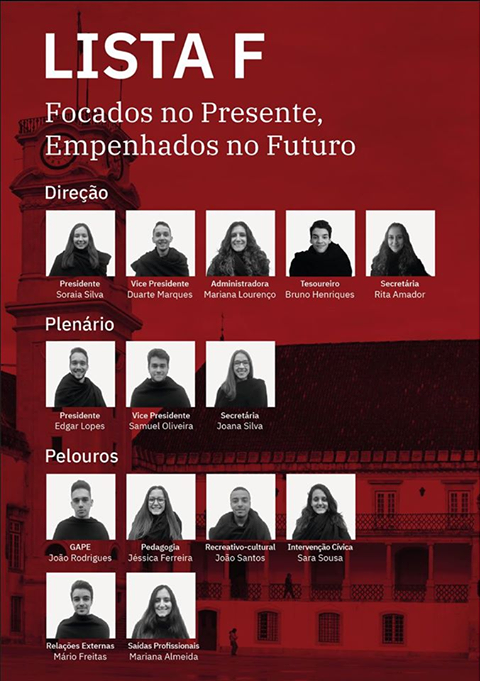 LISTA F
Focados no Presente,
Empenhados no Futuro
Direção
Presidente
Soraia Silva
Vice Presidente
Duarte Marques
Administradora
Mariana Lourenço
Tesoureiro
Bruno Henriques
Secretária
Rita Amador
Plenário
Presidente
Edgar Lopes
Vice Presidente
Samuel Oliveira
Secretária
Joana Silva
Pelouros
GAPE
João Rodrigues
Pedagogia
Jéssica Ferreira
Recreativo-cultural
João Santos
Intervenção Cívica
Sara Sousa
Relações Externas
Mário Freitas
Saídas Profissionais
Mariana Almeida